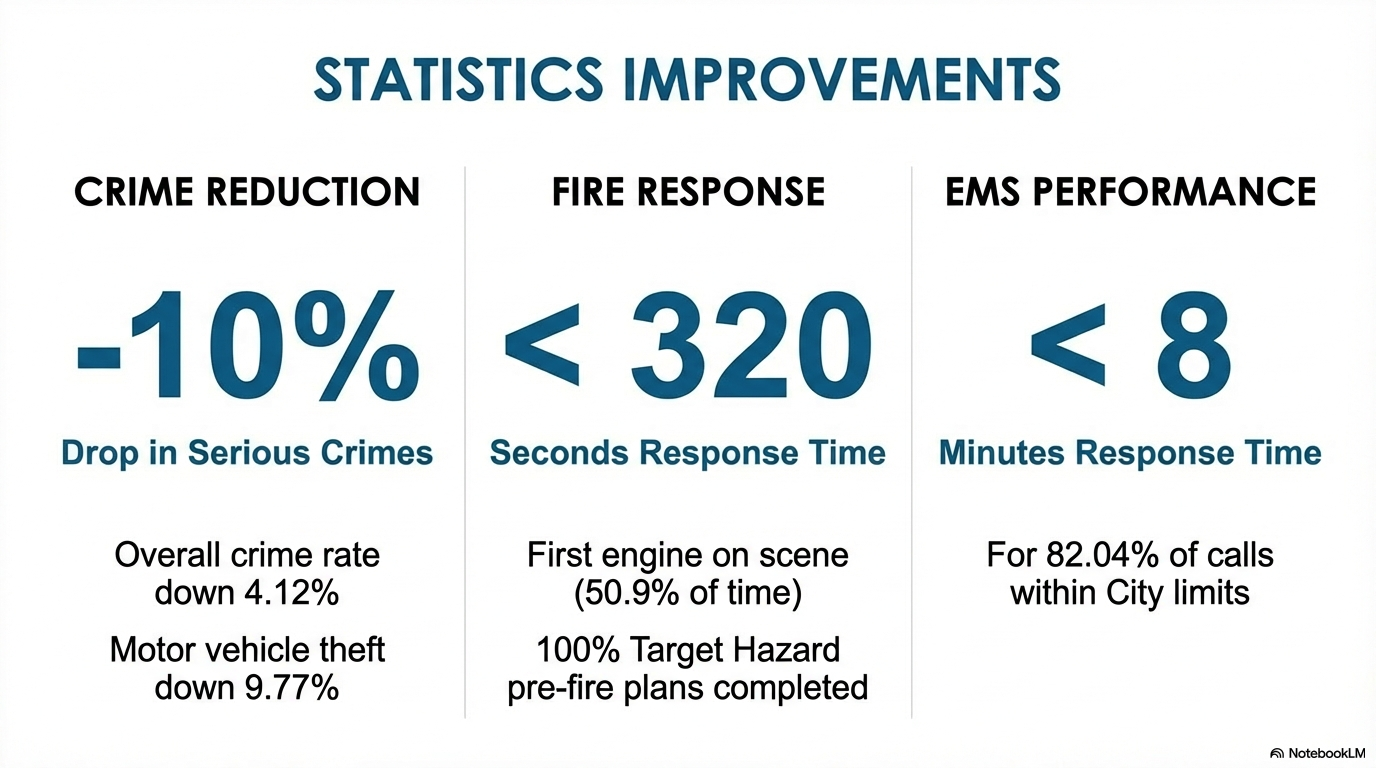 STATISTICS IMPROVEMENTS
CRIME REDUCTION
-10%
Drop in Serious Crimes
Overall crime rate
down 4.12%
Motor vehicle theft
down 9.77%
FIRE RESPONSE
< 320
Seconds Response Time
First engine on scene
(50.9% of time)
100% Target Hazard
pre-fire plans completed
EMS PERFORMANCE
< 8
Minutes Response Time
For 82.04% of calls
within City limits
NotebookLM